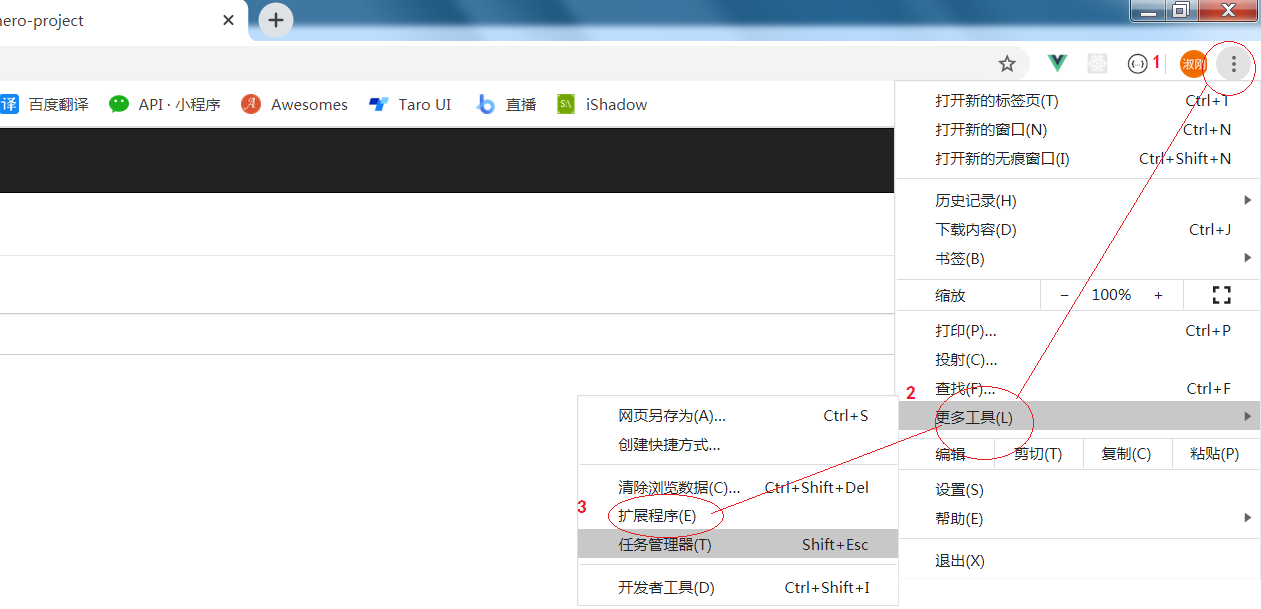 ero-project
1
淑刚
译 百度翻译 API · 小程序 Awesomes Taro UI 直播 SA iShadow
打开新的标签页(T) Ctrl+T
打开新的窗口(N) Ctrl+N
打开新的无痕窗口(I) Ctrl+Shift+N
历史记录(H)
下载内容(D) Ctrl+J
书签(B)
缩放 − 100% +
打印(P)... Ctrl+P
投射(C)...
查找(F)... Ctrl+F
2
更多工具(L)
编辑 剪切(T) 复制(C) 粘贴(P)
设置(S)
帮助(E)
退出(X)
网页另存为(A)... Ctrl+S
创建快捷方式...
清除浏览数据(C)... Ctrl+Shift+Del
3
扩展程序(E)
任务管理器(T) Shift+Esc
开发者工具(D) Ctrl+Shift+I